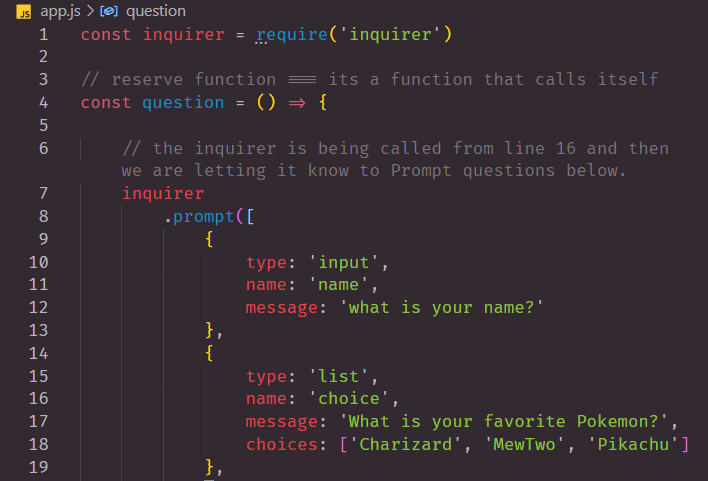 JS app.js > question
1 const inquirer = require('inquirer')
2
3 // reserve function === its a function that calls itself
4 const question = () => {
5
6 // the inquirer is being called from line 16 and then
we are letting it know to Prompt questions below.
7 inquirer
8 .prompt([
9 {
10 type: 'input',
11 name: 'name',
12 message: 'what is your name?'
13 },
14 {
15 type: 'list',
16 name: 'choice',
17 message: 'What is your favorite Pokemon?',
18 choices: ['Charizard', 'MewTwo', 'Pikachu']
19 },